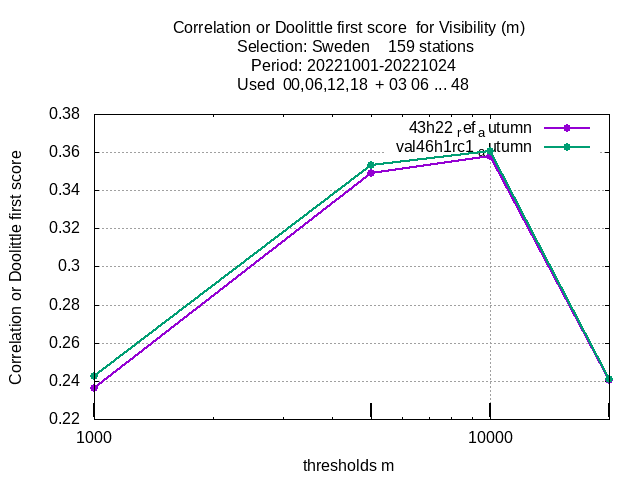 Correlation or Doolittle first score  for Visibility (m)
Selection: Sweden    159 stations
Period: 20221001-20221024
Used  00,06,12,18  + 03 06 ... 48
Correlation or Doolittle first score
0.38
0.36
0.34
0.32
0.3
0.28
0.26
0.24
0.22
43h22_ref_autumn
val46h1rc1_autumn
1000
10000
thresholds m